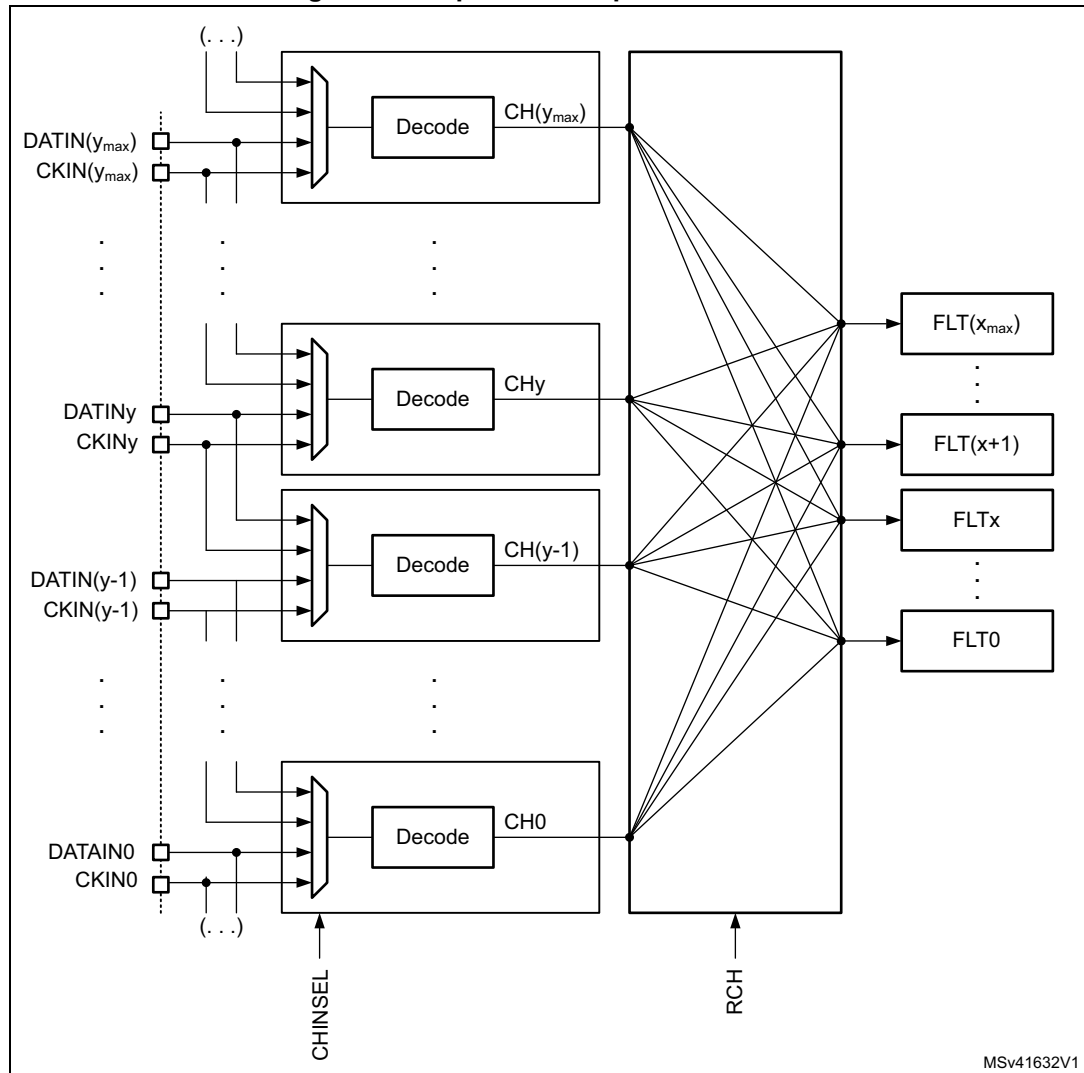 (. . .)
DATIN(ymax)
CKIN(ymax)
Decode
CH(ymax)
DATINy
CKINy
Decode
CHy
DATIN(y-1)
CKIN(y-1)
Decode
CH(y-1)
DATAIN0
CKIN0
Decode
CH0
(. . .)
CHINSEL
RCH
FLT(xmax)
FLT(x+1)
FLTx
FLT0
MSv41632V1